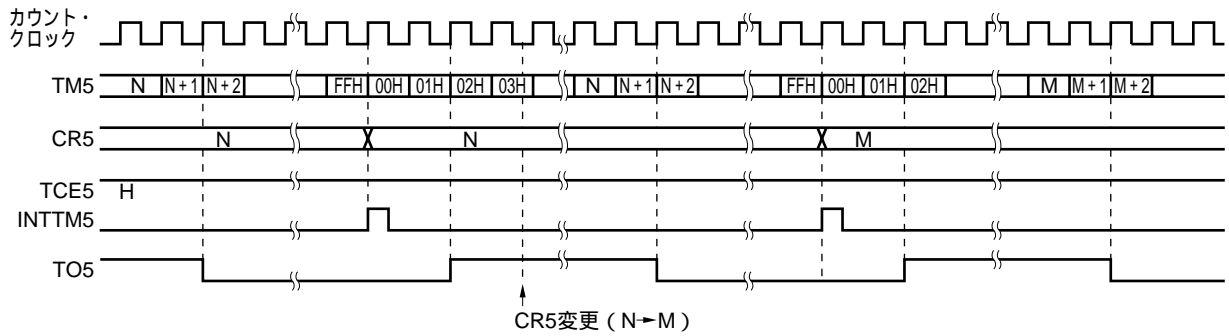 カウント・
クロック
TM5 N N+1 N+2 FFH 00H 01H 02H 03H N N+1 N+2 FFH 00H 01H 02H M M+1 M+2
CR5 N N M
TCE5 H
INTTM5
TO5
CR5変更（N→M）